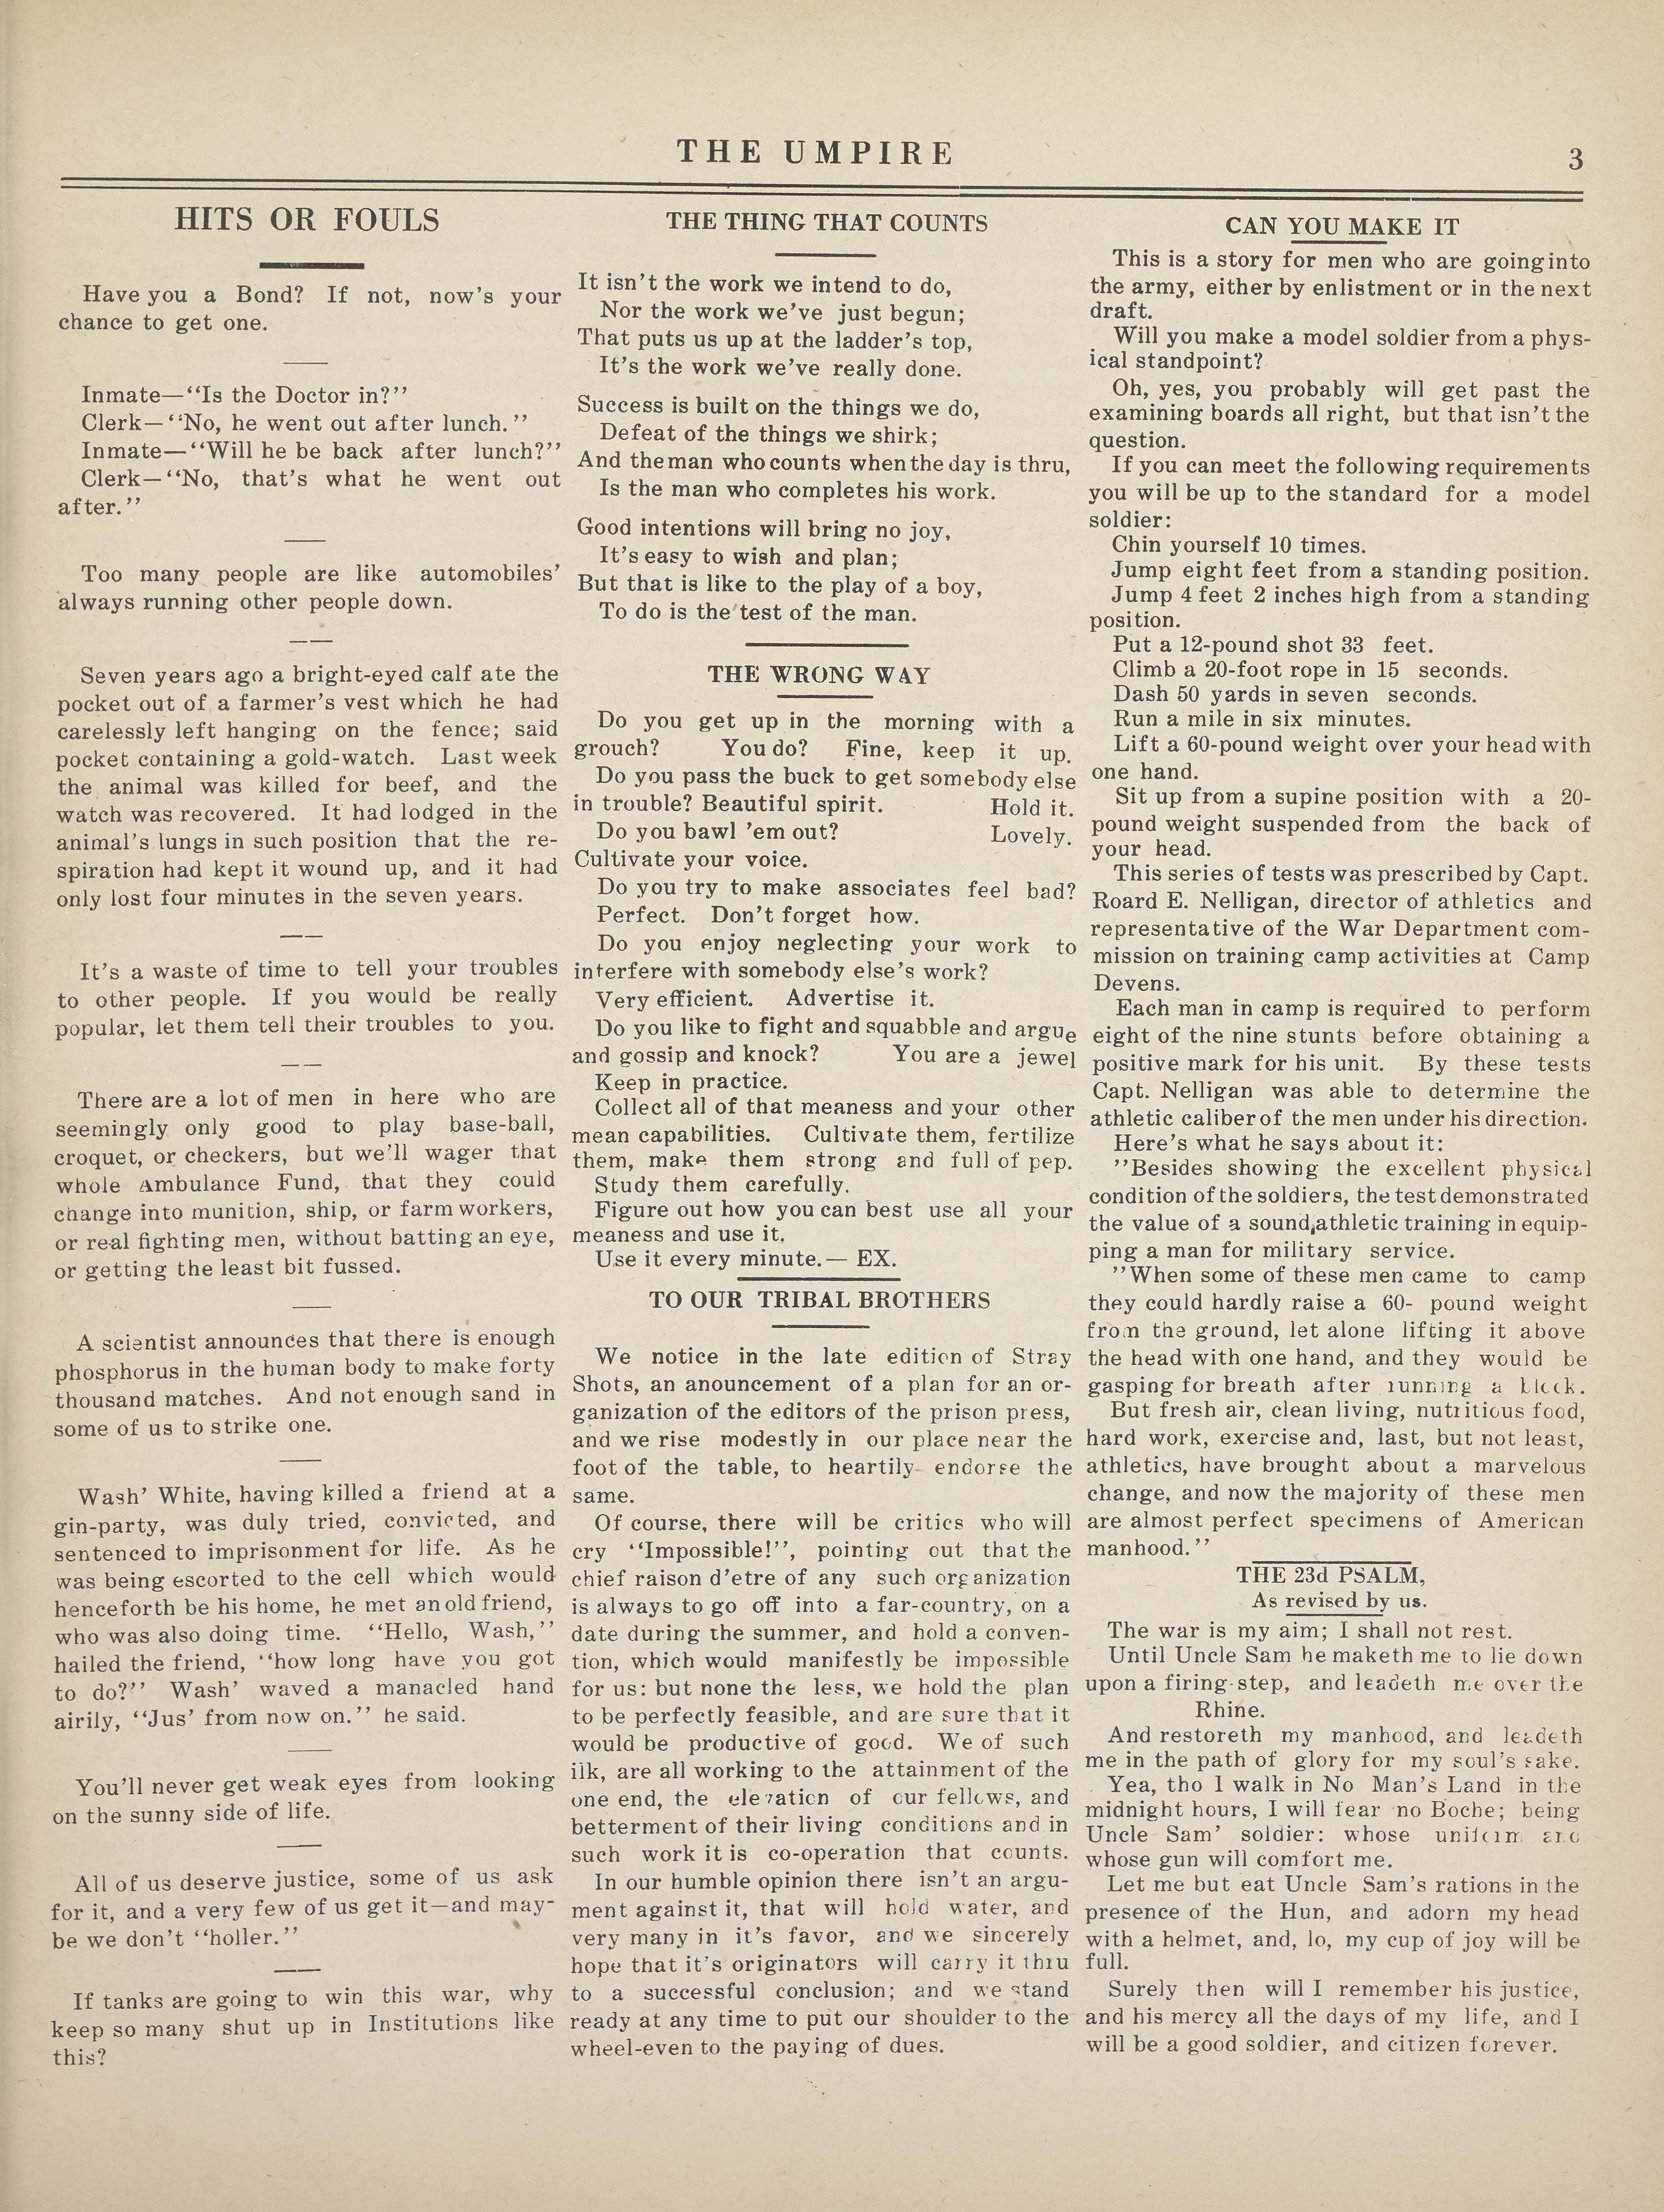 THE UMPIRE
3
HITS OR FOULS
Have you a Bond? If not, now's your
chance to get one.
Inmate—"Is the Doctor in?"
Clerk—"No, he went out after lunch."
Inmate—"Will he be back after lunch?"
Clerk—"No, that's what he went out
after."
Too many people are like automobiles'
always running other people down.
Seven years ago a bright-eyed calf ate the
pocket out of a farmer's vest which he had
carelessly left hanging on the fence; said
pocket containing a gold-watch. Last week
the animal was killed for beef, and the
watch was recovered. It had lodged in the
animal's lungs in such position that the re-
spiration had kept it wound up, and it had
only lost four minutes in the seven years.
It's a waste of time to tell your troubles
to other people. If you would be really
popular, let them tell their troubles to you.
There are a lot of men in here who are
seemingly only good to play base-ball,
croquet, or checkers, but we'll wager that
whole Ambulance Fund, that they could
change into munition, ship, or farm workers,
or real fighting men, without batting an eye,
or getting the least bit fussed.
A scientist announces that there is enough
phosphorus in the human body to make forty
thousand matches. And not enough sand in
some of us to strike one.
Wash' White, having killed a friend at a
gin-party, was duly tried, convicted, and
sentenced to imprisonment for life. As he
was being escorted to the cell which would
henceforth be his home, he met an old friend,
who was also doing time. "Hello, Wash,"
hailed the friend, "how long have you got
to do?" Wash' waved a manacled hand
airily, "Jus' from now on." he said.
You'll never get weak eyes from looking
on the sunny side of life.
All of us deserve justice, some of us ask
for it, and a very few of us get it—and may-
be we don't "holler."
If tanks are going to win this war, why
keep so many shut up in Institutions like
this?
THE THING THAT COUNTS
It isn't the work we intend to do,
Nor the work we've just begun;
That puts us up at the ladder's top,
It's the work we've really done.
Success is built on the things we do,
Defeat of the things we shirk;
And the man who counts when the day is thru,
Is the man who completes his work.
Good intentions will bring no joy,
It's easy to wish and plan;
But that is like to the play of a boy,
To do is the test of the man.
THE WRONG WAY
Do you get up in the morning with a
grouch? You do? Fine, keep it up.
Do you pass the buck to get somebody else
in trouble? Beautiful spirit. Hold it.
Do you bawl 'em out? Lovely.
Cultivate your voice.
Do you try to make associates feel bad?
Perfect. Don't forget how.
Do you enjoy neglecting your work to
interfere with somebody else's work?
Very efficient. Advertise it.
Do you like to fight and squabble and argue
and gossip and knock? You are a jewel
Keep in practice.
Collect all of that meaness and your other
mean capabilities. Cultivate them, fertilize
them, make them strong and full of pep.
Study them carefully.
Figure out how you can best use all your
meaness and use it.
Use it every minute.— EX.
TO OUR TRIBAL BROTHERS
We notice in the late edition of Stray
Shots, an anouncement of a plan for an or-
ganization of the editors of the prison press,
and we rise modestly in our place near the
foot of the table, to heartily endorse the
same.
Of course, there will be critics who will
cry "Impossible!", pointing out that the
chief raison d'etre of any such organization
is always to go off into a far-country, on a
date during the summer, and hold a conven-
tion, which would manifestly be impossible
for us: but none the less, we hold the plan
to be perfectly feasible, and are sure that it
would be productive of good. We of such
ilk, are all working to the attainment of the
one end, the elevation of our fellows, and
betterment of their living conditions and in
such work it is co-operation that counts.
In our humble opinion there isn't an argu-
ment against it, that will hold water, and
very many in it's favor, and we sincerely
hope that it's originators will carry it thru
to a successful conclusion; and we stand
ready at any time to put our shoulder to the
wheel-even to the paying of dues.
CAN YOU MAKE IT
This is a story for men who are going into
the army, either by enlistment or in the next
draft.
Will you make a model soldier from a phys-
ical standpoint?
Oh, yes, you probably will get past the
examining boards all right, but that isn't the
question.
If you can meet the following requirements
you will be up to the standard for a model
soldier:
Chin yourself 10 times.
Jump eight feet from a standing position.
Jump 4 feet 2 inches high from a standing
position.
Put a 12-pound shot 33 feet.
Climb a 20-foot rope in 15 seconds.
Dash 50 yards in seven seconds.
Run a mile in six minutes.
Lift a 60-pound weight over your head with
one hand.
Sit up from a supine position with a 20-
pound weight suspended from the back of
your head.
This series of tests was prescribed by Capt.
Roard E. Nelligan, director of athletics and
representative of the War Department com-
mission on training camp activities at Camp
Devens.
Each man in camp is required to perform
eight of the nine stunts before obtaining a
positive mark for his unit. By these tests
Capt. Nelligan was able to determine the
athletic caliber of the men under his direction.
Here's what he says about it:
"Besides showing the excellent physical
condition of the soldiers, the test demonstrated
the value of a sound athletic training in equip-
ping a man for military service.
"When some of these men came to camp
they could hardly raise a 60- pound weight
from the ground, let alone lifting it above
the head with one hand, and they would be
gasping for breath after running a block.
But fresh air, clean living, nutritious food,
hard work, exercise and, last, but not least,
athletics, have brought about a marvelous
change, and now the majority of these men
are almost perfect specimens of American
manhood."
THE 23d PSALM,
As revised by us.
The war is my aim; I shall not rest.
Until Uncle Sam he maketh me to lie down
upon a firing-step, and leadeth me over the
Rhine.
And restoreth my manhood, and leadeth
me in the path of glory for my soul's sake.
Yea, tho I walk in No Man's Land in the
midnight hours, I will fear no Boche; being
Uncle Sam' soldier: whose uniform and
whose gun will comfort me.
Let me but eat Uncle Sam's rations in the
presence of the Hun, and adorn my head
with a helmet, and, lo, my cup of joy will be
full.
Surely then will I remember his justice,
and his mercy all the days of my life, and I
will be a good soldier, and citizen forever.